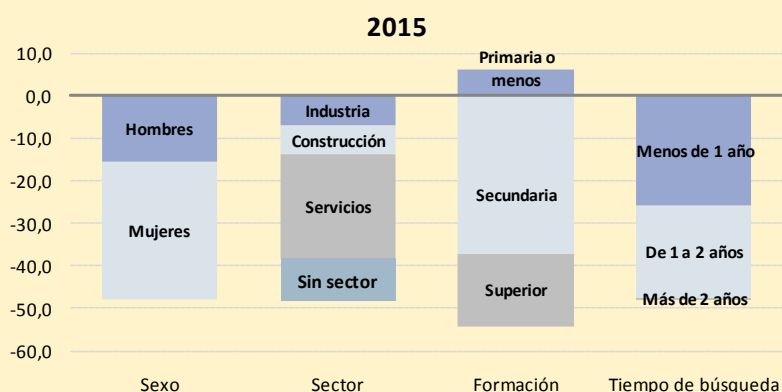 2015
10,0
0,0
-10,0
-20,0
-30,0
-40,0
-50,0
-60,0
Hombres
Mujeres
Industria
Construcción
Servicios
Sin sector
Primaria o
menos
Secundaria
Superior
Menos de 1 año
De 1 a 2 años
Más de 2 años
Sexo
Sector
Formación
Tiempo de búsqueda